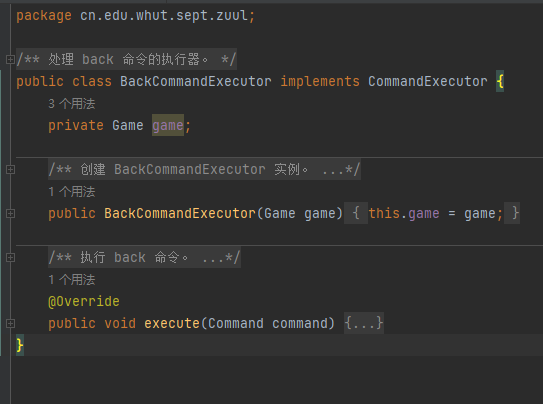 package cn.edu.whut.sept.zuul;
/** 处理 back 命令的执行器。 */
public class BackCommandExecutor implements CommandExecutor {
3 个用法
private Game game;
/** 创建 BackCommandExecutor 实例。 ...*/
1 个用法
public BackCommandExecutor(Game game) { this.game = game; }
/** 执行 back 命令。 ...*/
1 个用法
@Override
public void execute(Command command) {...}
}